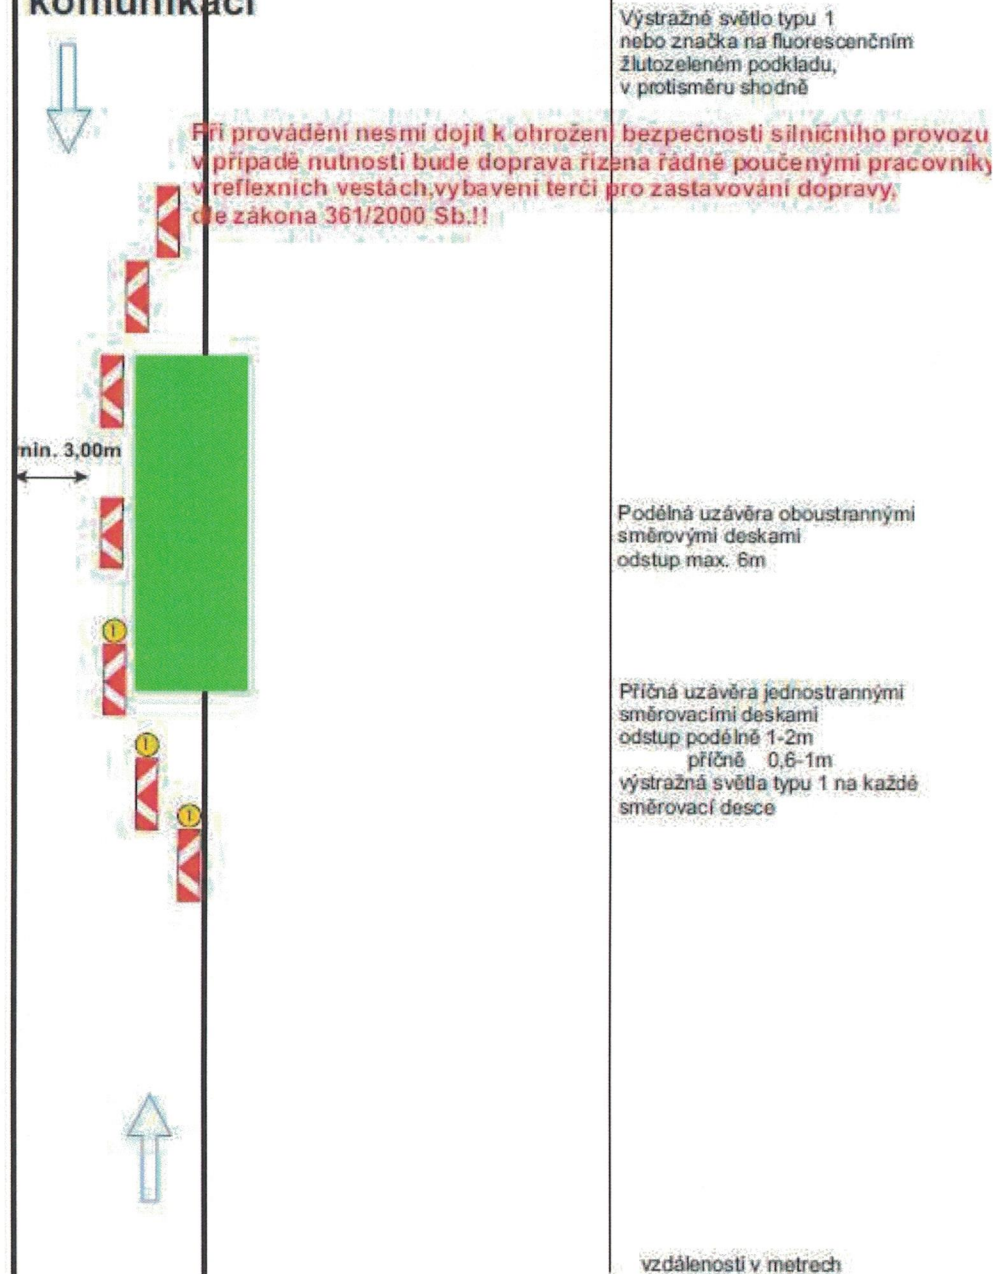 komunikaci
Výstražné světlo typu 1
nebo značka na fluorescenčním
žlutozeleném podkladu,
v protisměru shodně
Při provádění nesmí dojít k ohrožení bezpečnosti silničního provozu
v případě nutnosti bude doprava řízena řádně poučenými pracovníky
v reflexních vestách,vybavení terči pro zastavování dopravy,
dle zákona 361/2000 Sb.!!
min. 3,00m
Podélná uzávěra oboustrannými
směrovými deskami
odstup max. 6m
Příčná uzávěra jednostrannými
směrovacími deskami
odstup podélně 1-2m
příčně 0,6-1m
výstražná světla typu 1 na každé
směrovací desce
1
1
1
vzdálenosti v metrech